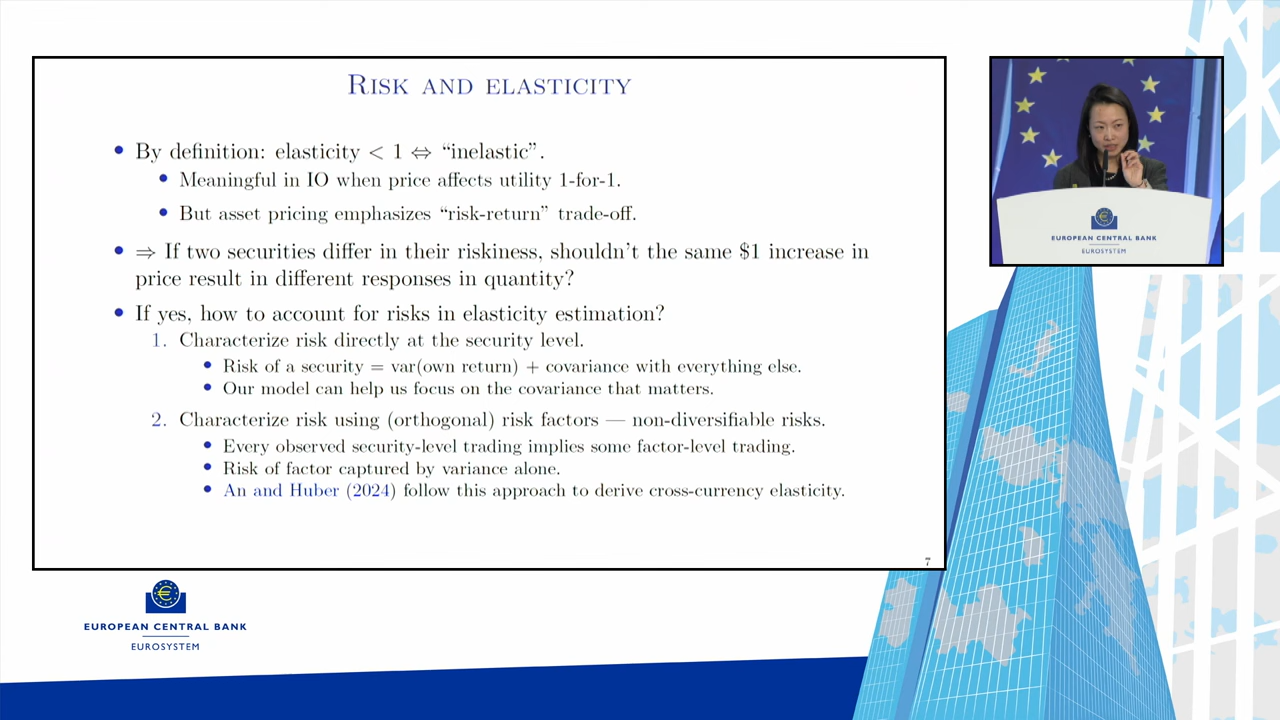 RISK AND ELASTICITY
• By definition: elasticity < 1 ⇔ “inelastic”.
• Meaningful in IO when price affects utility 1-for-1.
• But asset pricing emphasizes “risk-return” trade-off.
• ⇒ If two securities differ in their riskiness, shouldn’t the same $1 increase in
price result in different responses in quantity?
• If yes, how to account for risks in elasticity estimation?
1. Characterize risk directly at the security level.
• Risk of a security = var(own return) + covariance with everything else.
• Our model can help us focus on the covariance that matters.
2. Characterize risk using (orthogonal) risk factors — non-diversifiable risks.
• Every observed security-level trading implies some factor-level trading.
• Risk of factor captured by variance alone.
• An and Huber (2024) follow this approach to derive cross-currency elasticity.
7
EUROPEAN CENTRAL BANK
EUROSYSTEM
EUROPEAN CENTRAL BANK
EUROSYSTEM